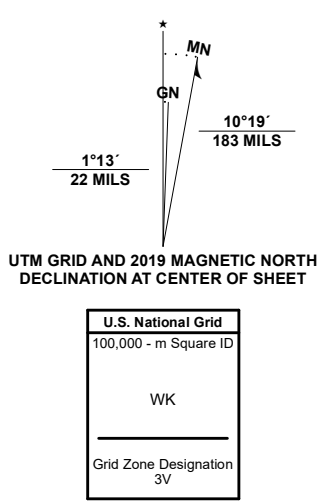 ★
MN
GN
10°19´
183 MILS
1°13´
22 MILS
UTM GRID AND 2019 MAGNETIC NORTH
DECLINATION AT CENTER OF SHEET
U.S. National Grid
100,000 - m Square ID
WK
Grid Zone Designation
3V